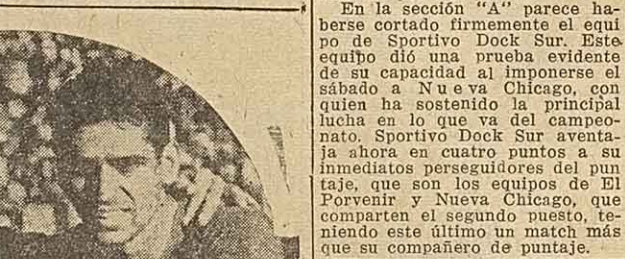 En la sección "A" parece ha-
berse cortado firmemente el equi
po de Sportivo Dock Sur. Este
equipo dió una prueba evidente
de su capacidad al imponerse el
sábado a Nueva Chicago, con
quien ha sostenido la principal
lucha en lo que va del campeo-
nato. Sportivo Dock Sur aventa-
ja ahora en cuatro puntos a su
inmediatos perseguidores del pun
taje, que son los equipos de El
Porvenir y Nueva Chicago, que
comparten el segundo puesto, te-
niendo este último un match más
que su compañero de puntaje.